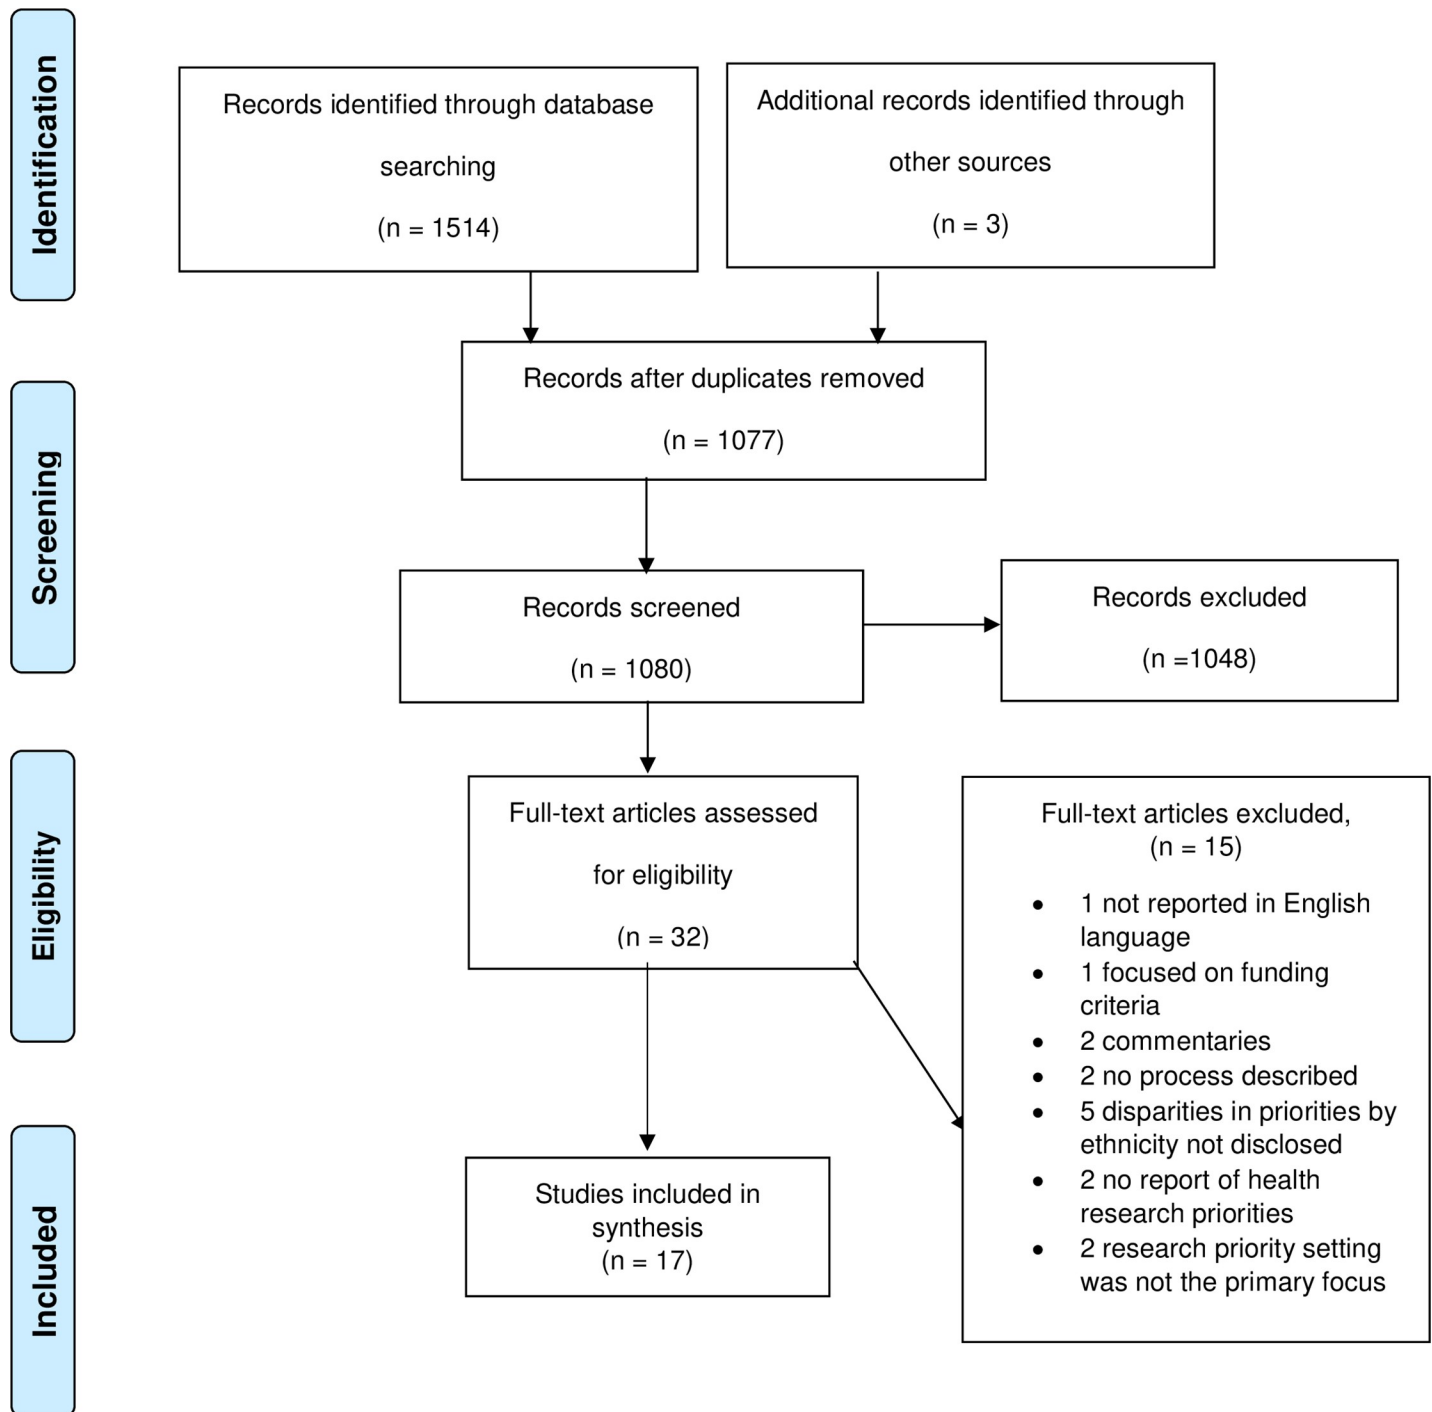 Identification
Records identified through database
searching
(n = 1514)
Additional records identified through
other sources
(n = 3)
Records after duplicates removed
(n = 1077)
Screening
Records screened
(n = 1080)
Records excluded
(n =1048)
Eligibility
Full-text articles assessed
for eligibility
(n = 32)
Full-text articles excluded,
(n = 15)
• 1 not reported in English
language
• 1 focused on funding
criteria
• 2 commentaries
• 2 no process described
• 5 disparities in priorities by
ethnicity not disclosed
• 2 no report of health
research priorities
• 2 research priority setting
was not the primary focus
Included
Studies included in
synthesis
(n = 17)